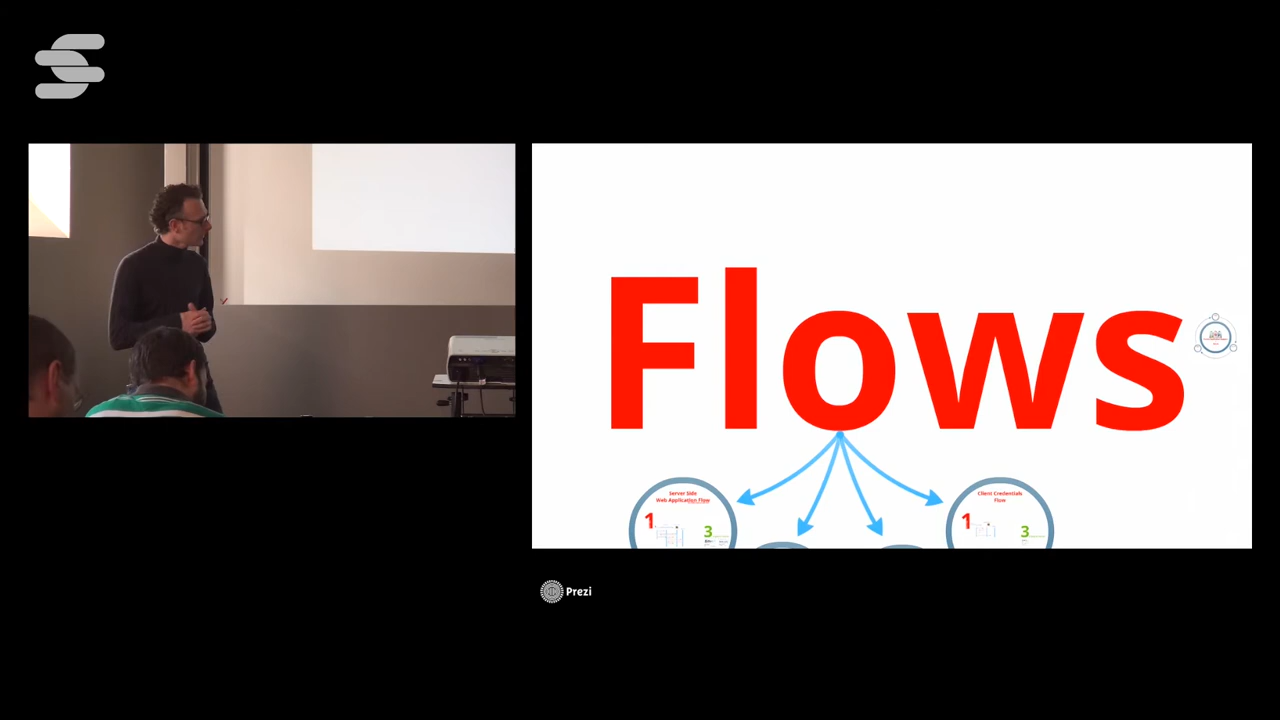 Flows
Server Side
Web Application Flow
1
3
Client Credentials
Flow
1
3
Prezi